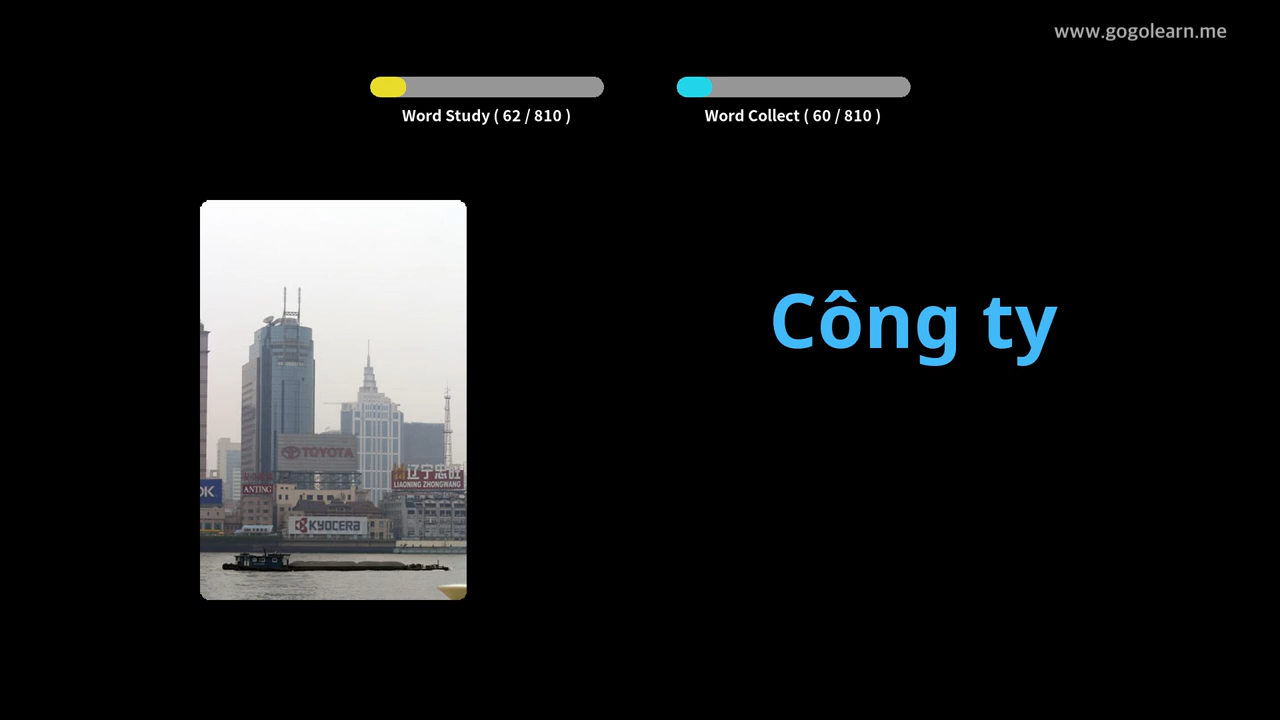 www.gogolearn.me
Word Study ( 62 / 810 )
Word Collect ( 60 / 810 )
Công ty
TOYOTA
辽宁忠旺
LIAONING ZHONGWANG
ANTING
KYOCERA